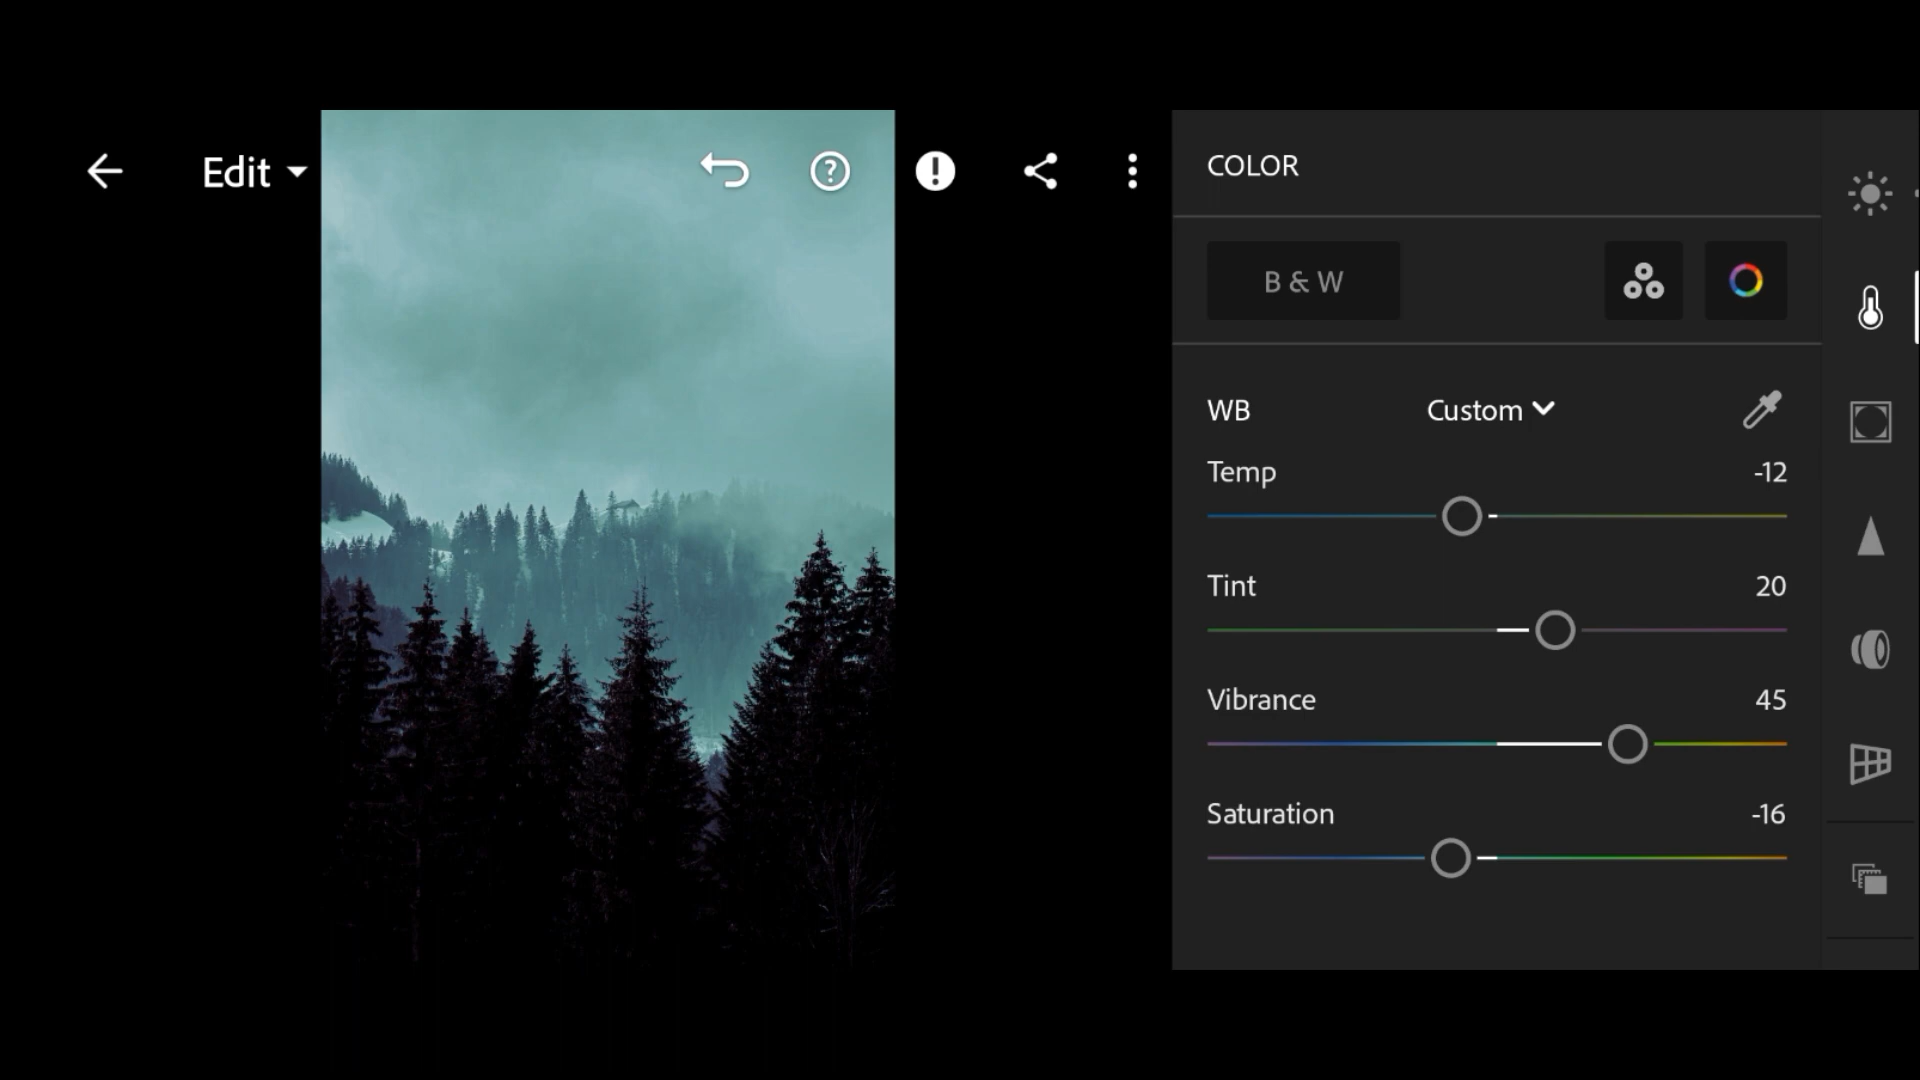 Edit
COLOR
B & W
WB Custom
Temp -12
Tint 20
Vibrance 45
Saturation -16